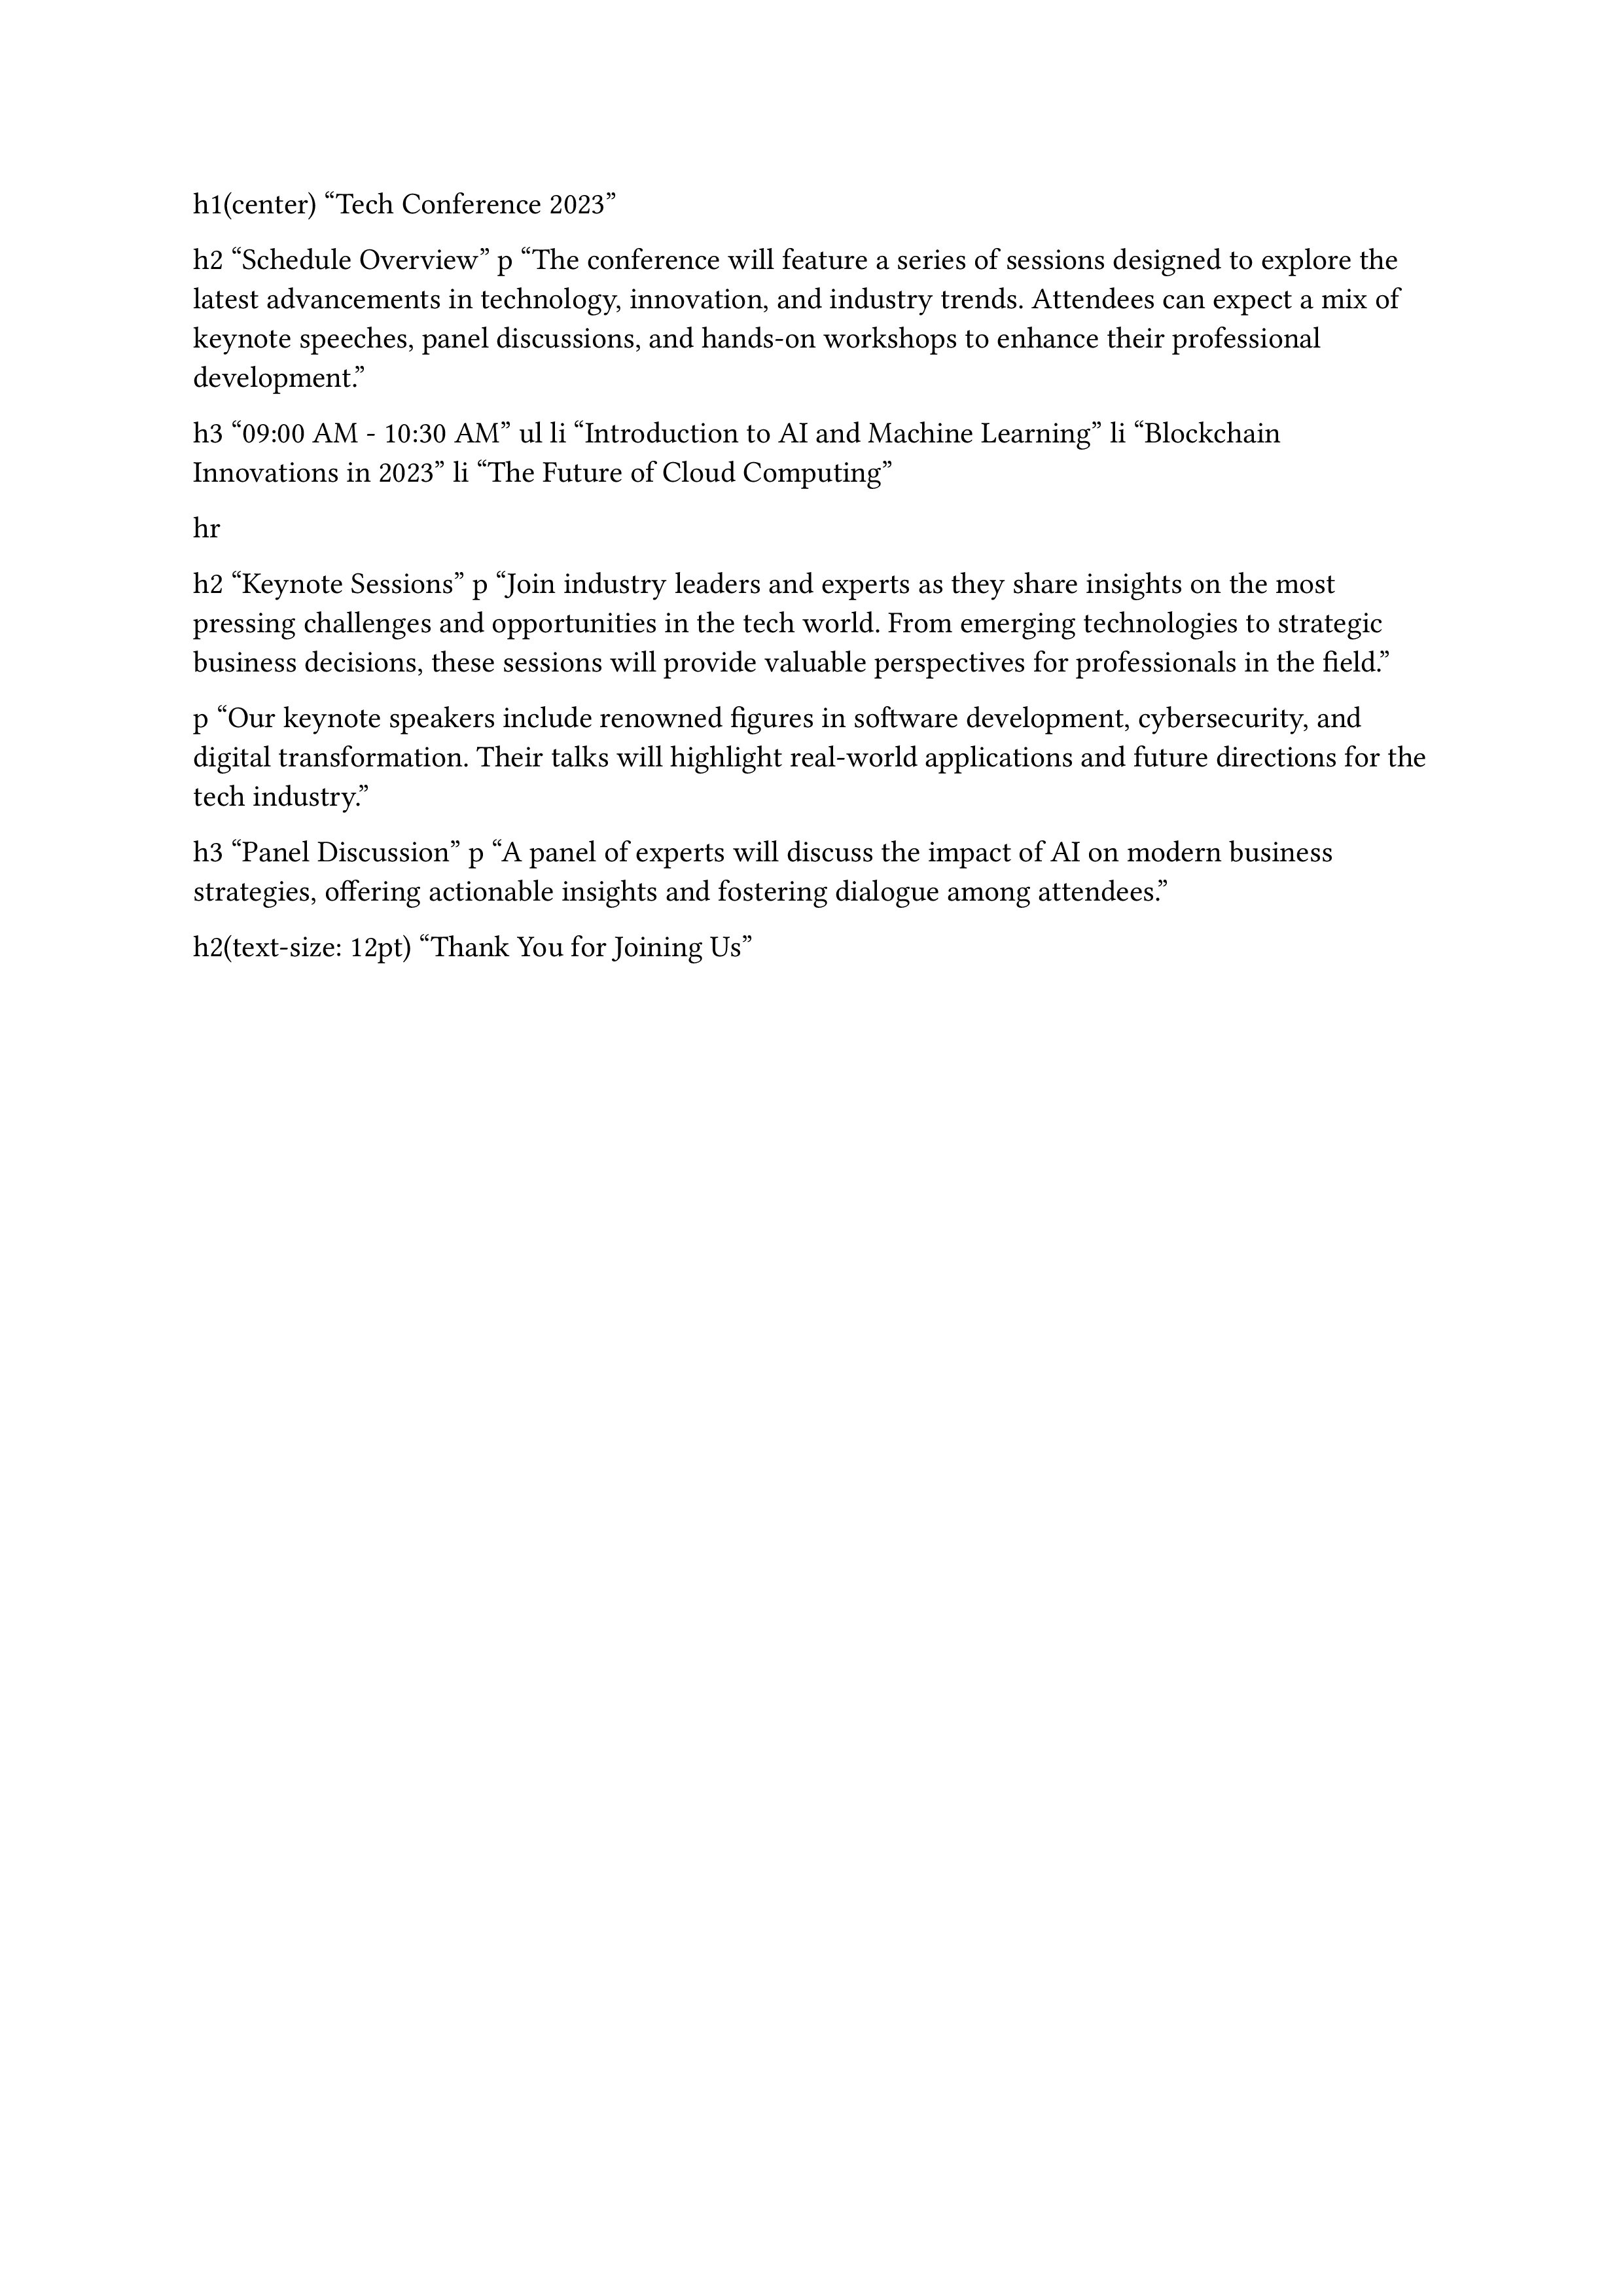 h1(center) “Tech Conference 2023”
h2 “Schedule Overview” p “The conference will feature a series of sessions designed to explore the
latest advancements in technology, innovation, and industry trends. Attendees can expect a mix of
keynote speeches, panel discussions, and hands-on workshops to enhance their professional
development.”
h3 “09:00 AM - 10:30 AM” ul li “Introduction to AI and Machine Learning” li “Blockchain
Innovations in 2023” li “The Future of Cloud Computing”
hr
h2 “Keynote Sessions” p “Join industry leaders and experts as they share insights on the most
pressing challenges and opportunities in the tech world. From emerging technologies to strategic
business decisions, these sessions will provide valuable perspectives for professionals in the field.”
p “Our keynote speakers include renowned figures in software development, cybersecurity, and
digital transformation. Their talks will highlight real-world applications and future directions for the
tech industry.”
h3 “Panel Discussion” p “A panel of experts will discuss the impact of AI on modern business
strategies, offering actionable insights and fostering dialogue among attendees.”
h2(text-size: 12pt) “Thank You for Joining Us”